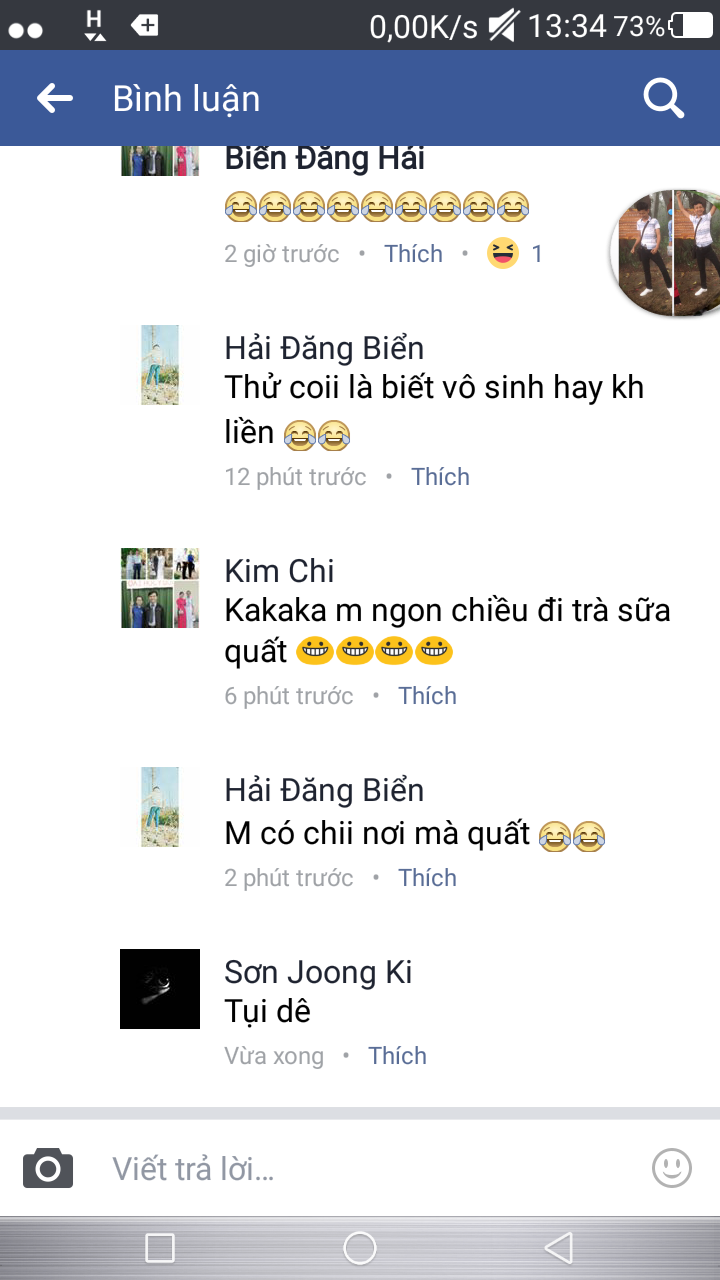 H
0,00K/s 13:34 73%
Bình luận
Biển Đăng Hải
2 giờ trước • Thích • 1
Hải Đăng Biển
Thử coii là biết vô sinh hay kh
liền
12 phút trước • Thích
Kim Chi
Kakaka m ngon chiều đi trà sữa
quất
6 phút trước • Thích
Hải Đăng Biển
M có chii nơi mà quất
2 phút trước • Thích
Sơn Joong Ki
Tụi dê
Vừa xong • Thích
Viết trả lời...